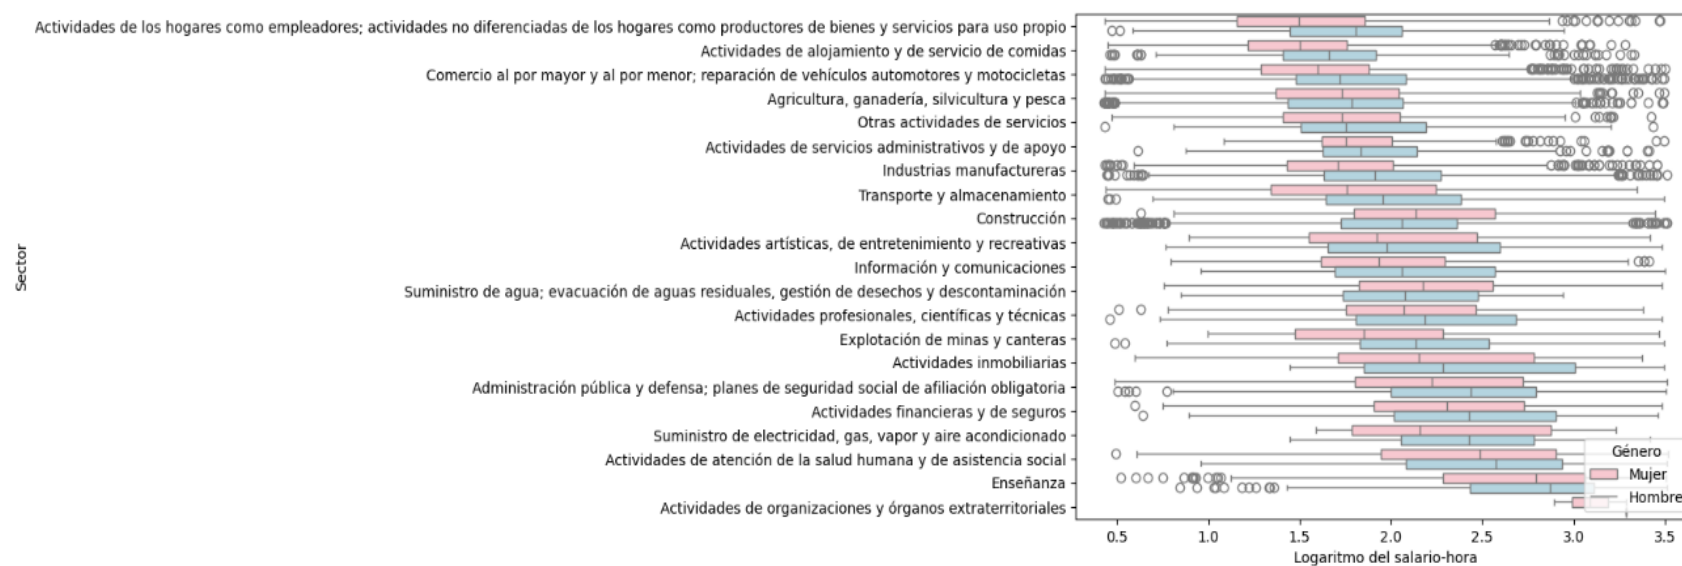 Sector
Actividades de los hogares como empleadores; actividades no diferenciadas de los hogares como productores de bienes y servicios para uso propio
Actividades de alojamiento y de servicio de comidas
Comercio al por mayor y al por menor; reparación de vehículos automotores y motocicletas
Agricultura, ganadería, silvicultura y pesca
Otras actividades de servicios
Actividades de servicios administrativos y de apoyo
Industrias manufactureras
Transporte y almacenamiento
Construcción
Actividades artísticas, de entretenimiento y recreativas
Información y comunicaciones
Suministro de agua; evacuación de aguas residuales, gestión de desechos y descontaminación
Actividades profesionales, científicas y técnicas
Explotación de minas y canteras
Actividades inmobiliarias
Administración pública y defensa; planes de seguridad social de afiliación obligatoria
Actividades financieras y de seguros
Suministro de electricidad, gas, vapor y aire acondicionado
Actividades de atención de la salud humana y de asistencia social
Enseñanza
Actividades de organizaciones y órganos extraterritoriales
Género
Mujer
Hombre
0.5 1.0 1.5 2.0 2.5 3.0 3.5
Logaritmo del salario-hora